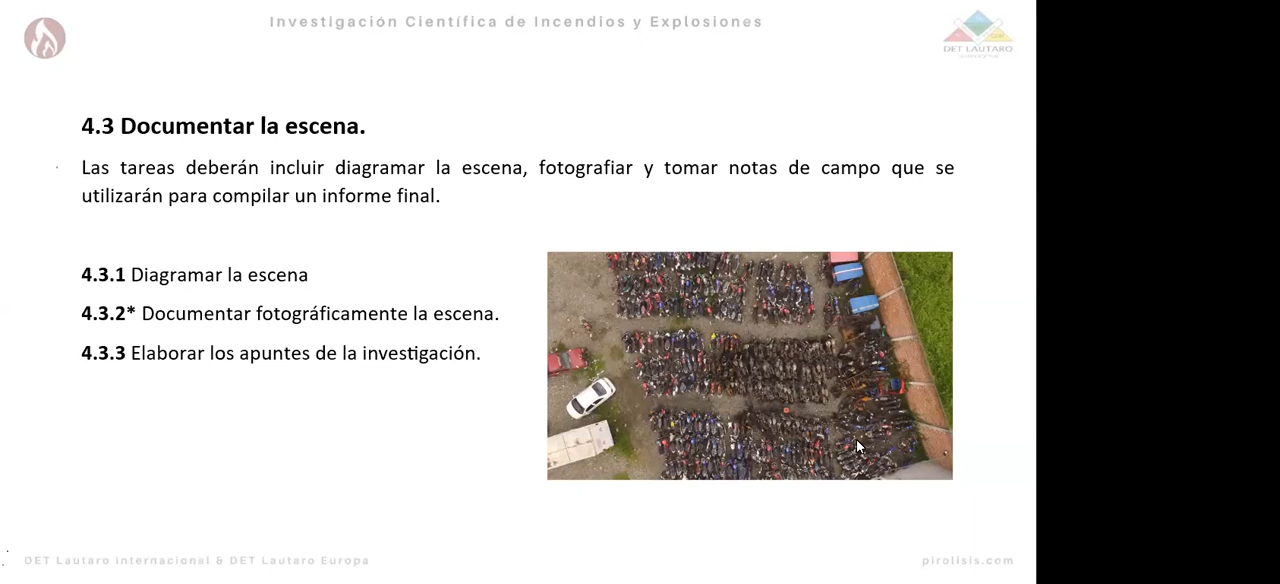 Investigación Científica de Incendios y Explosiones
DET LAUTARO
4.3 Documentar la escena.
Las tareas deberán incluir diagramar la escena, fotografiar y tomar notas de campo que se
utilizarán para compilar un informe final.
4.3.1 Diagramar la escena
4.3.2* Documentar fotográficamente la escena.
4.3.3 Elaborar los apuntes de la investigación.
DET Lautaro Internacional & DET Lautaro Europa
pirolisis.com